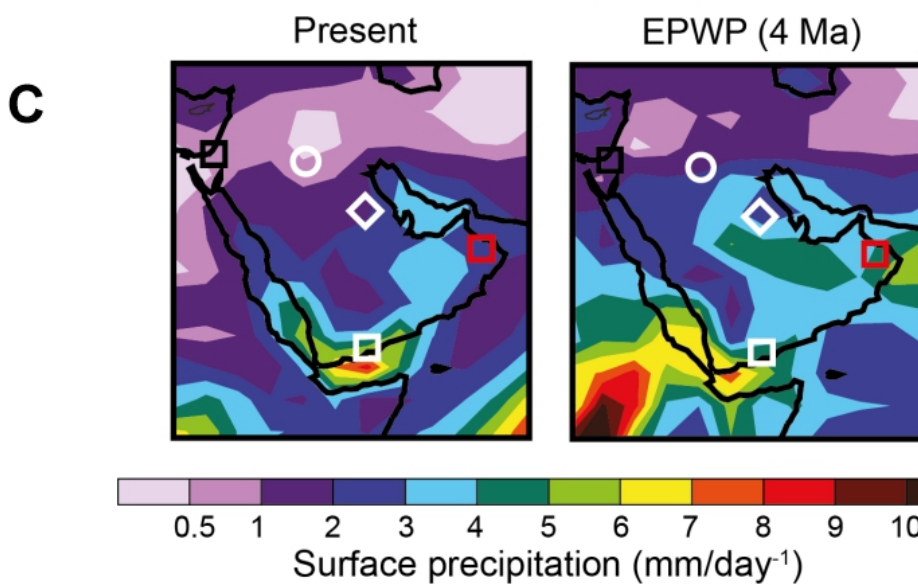 Present EPWP (4 Ma)
C
0.5 1 2 3 4 5 6 7 8 9 10
Surface precipitation (mm/day⁻¹)